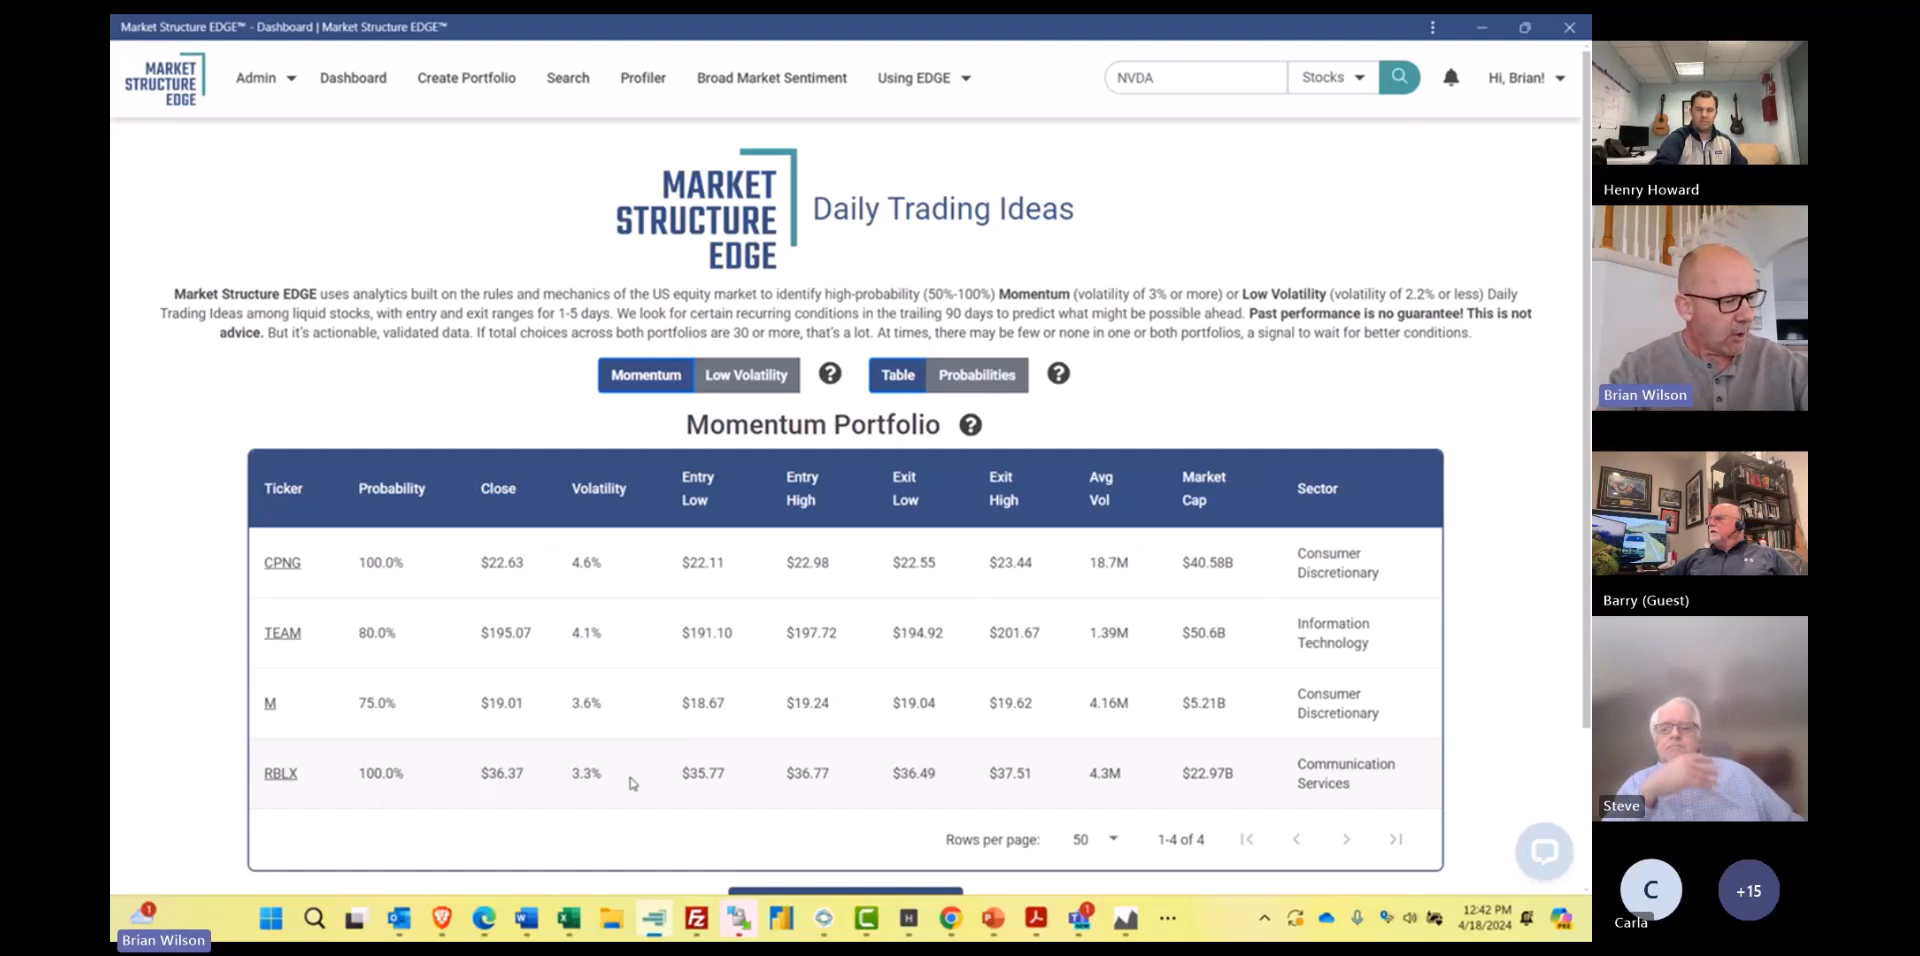 Market Structure EDGE™ - Dashboard | Market Structure EDGE™
MARKET STRUCTURE EDGE
Admin
Dashboard
Create Portfolio
Search
Profiler
Broad Market Sentiment
Using EDGE
NVDA
Stocks
Hi, Brian!
MARKET
STRUCTURE
EDGE
Daily Trading Ideas
Market Structure EDGE uses analytics built on the rules and mechanics of the US equity market to identify high-probability (50%-100%) Momentum (volatility of 3% or more) or Low Volatility (volatility of 2.2% or less) Daily
Trading Ideas among liquid stocks, with entry and exit ranges for 1-5 days. We look for certain recurring conditions in the trailing 90 days to predict what might be possible ahead. Past performance is no guarantee! This is not
advice. But it's actionable, validated data. If total choices across both portfolios are 30 or more, that's a lot. At times, there may be few or none in one or both portfolios, a signal to wait for better conditions.
Momentum
Low Volatility
?
Table
Probabilities
?
Momentum Portfolio ?
Ticker Probability Close Volatility Entry Low Entry High Exit Low Exit High Avg Vol Market Cap Sector
CPNG 100.0% $22.63 4.6% $22.11 $22.98 $22.55 $23.44 18.7M $40.58B Consumer Discretionary
TEAM 80.0% $195.07 4.1% $191.10 $197.72 $194.92 $201.67 1.39M $50.6B Information Technology
M 75.0% $19.01 3.6% $18.67 $19.24 $19.04 $19.62 4.16M $5.21B Consumer Discretionary
RBLX 100.0% $36.37 3.3% $35.77 $36.77 $36.49 $37.51 4.3M $22.97B Communication Services
Rows per page: 50 1-4 of 4
1
12:42 PM
4/18/2024
Brian Wilson
Henry Howard
Brian Wilson
Barry (Guest)
Steve
C
Carla
+15